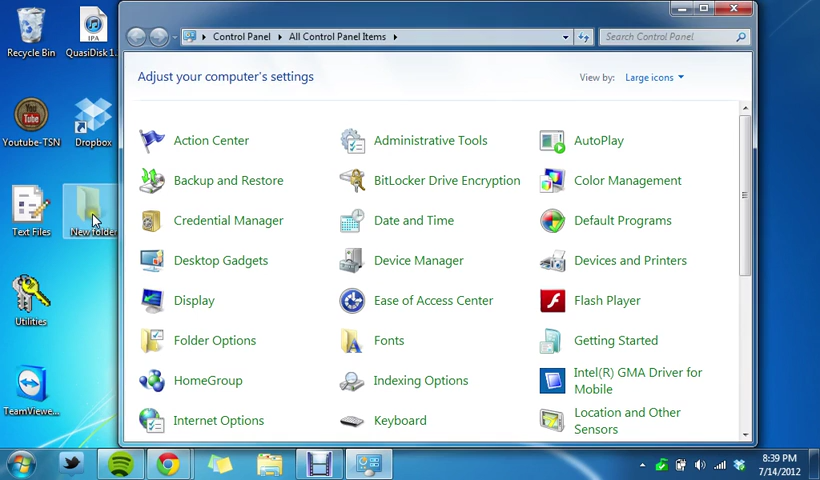 Control Panel
All Control Panel Items
Search Control Panel
Adjust your computer's settings
View by:
Large icons
Action Center
Administrative Tools
AutoPlay
Backup and Restore
BitLocker Drive Encryption
Color Management
Credential Manager
Date and Time
Default Programs
Desktop Gadgets
Device Manager
Devices and Printers
Display
Ease of Access Center
Flash Player
Folder Options
Fonts
Getting Started
HomeGroup
Indexing Options
Intel(R) GMA Driver for
Mobile
Internet Options
Keyboard
Location and Other
Sensors
Recycle Bin
IPA
QuasiDisk 1.
You
Tube
Youtube-TSN
Dropbox
Text Files
New folder
Utilities
TeamViewe...
8:39 PM
7/14/2012